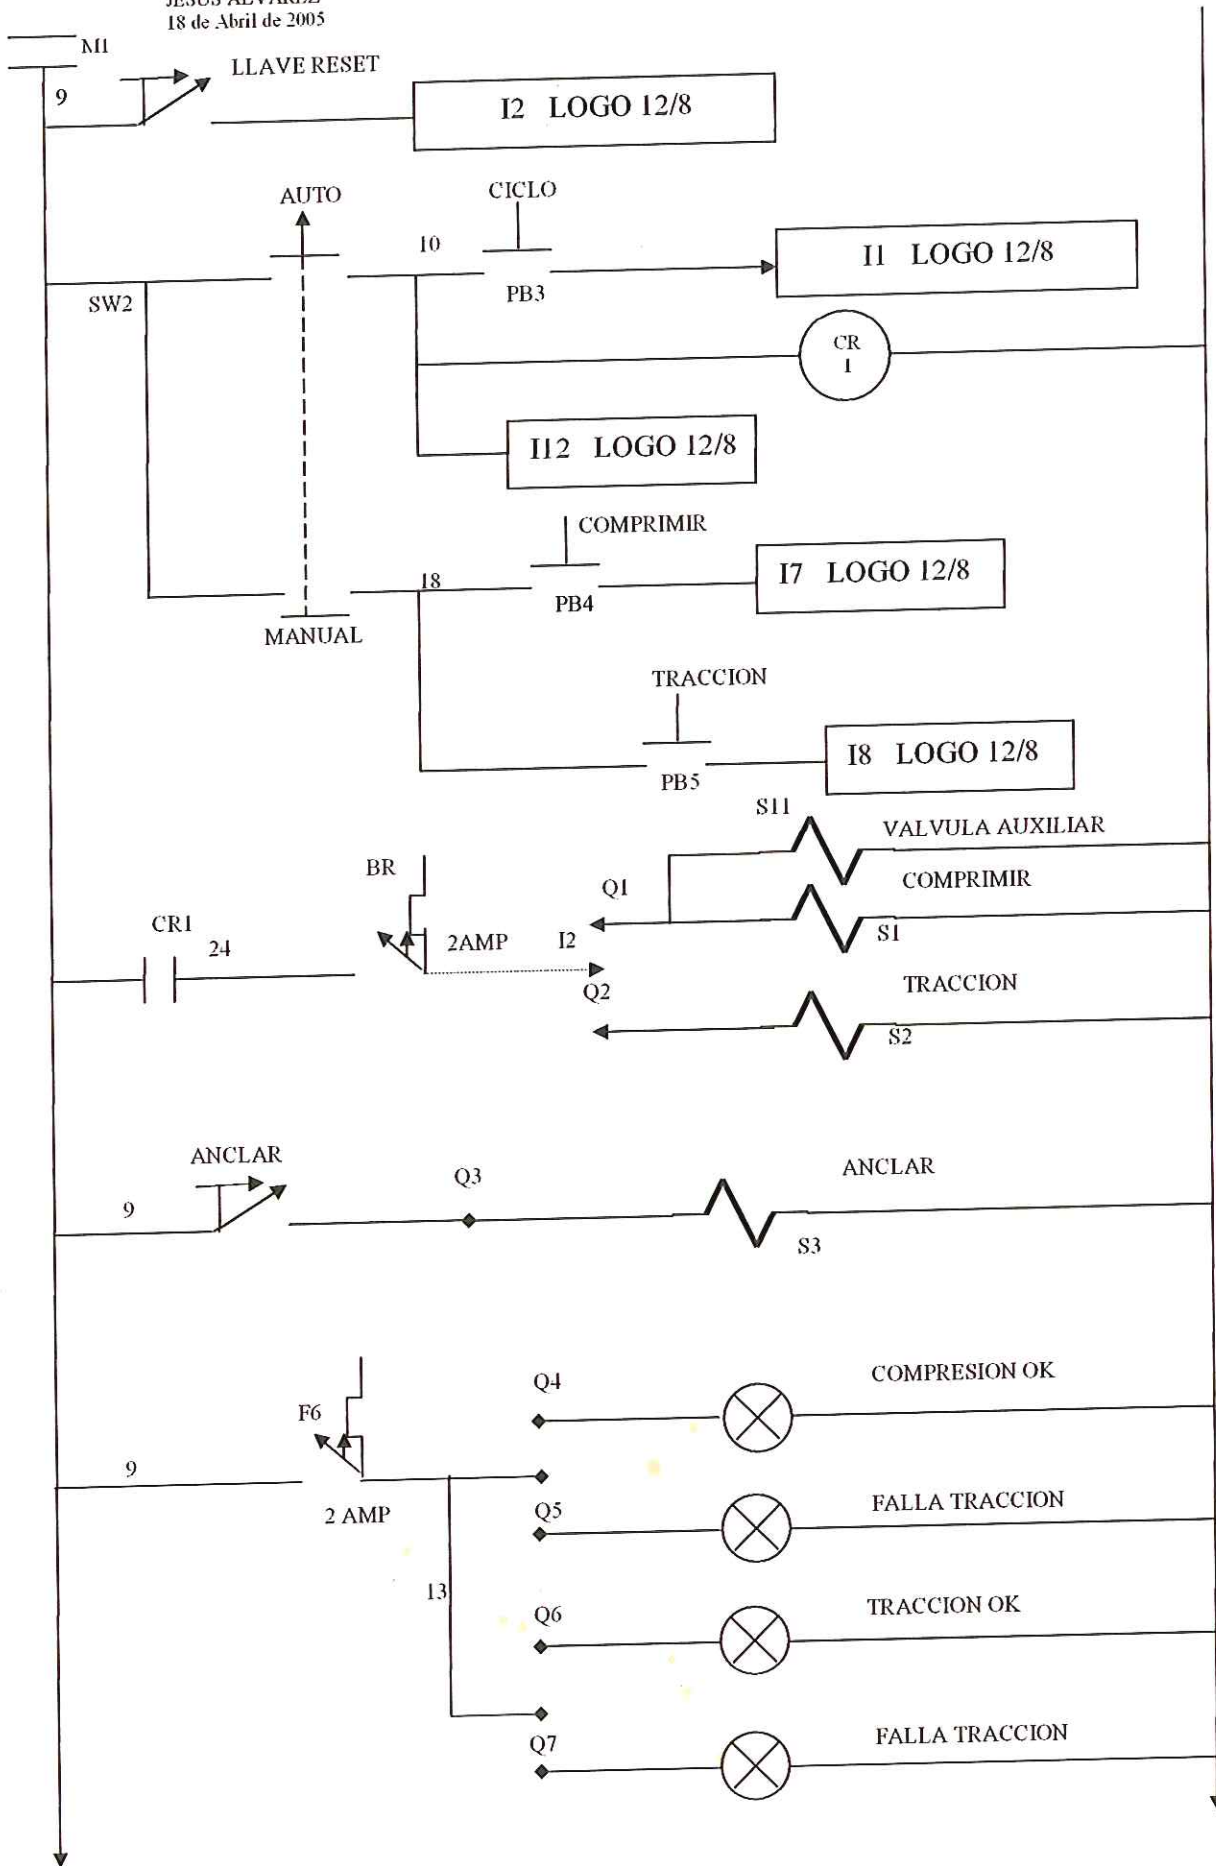 JESUS ALVAREZ
18 de Abril de 2005
M1
9
LLAVE RESET
I2 LOGO 12/8
AUTO
CICLO
10
I1 LOGO 12/8
SW2
PB3
CR
1
I12 LOGO 12/8
COMPRIMIR
18
I7 LOGO 12/8
PB4
MANUAL
TRACCION
I8 LOGO 12/8
PB5
S11
VALVULA AUXILIAR
BR
Q1
COMPRIMIR
CR1
24
2AMP
I2
S1
Q2
TRACCION
S2
ANCLAR
9
Q3
ANCLAR
S3
Q4
COMPRESION OK
F6
9
2 AMP
Q5
FALLA TRACCION
13
Q6
TRACCION OK
Q7
FALLA TRACCION